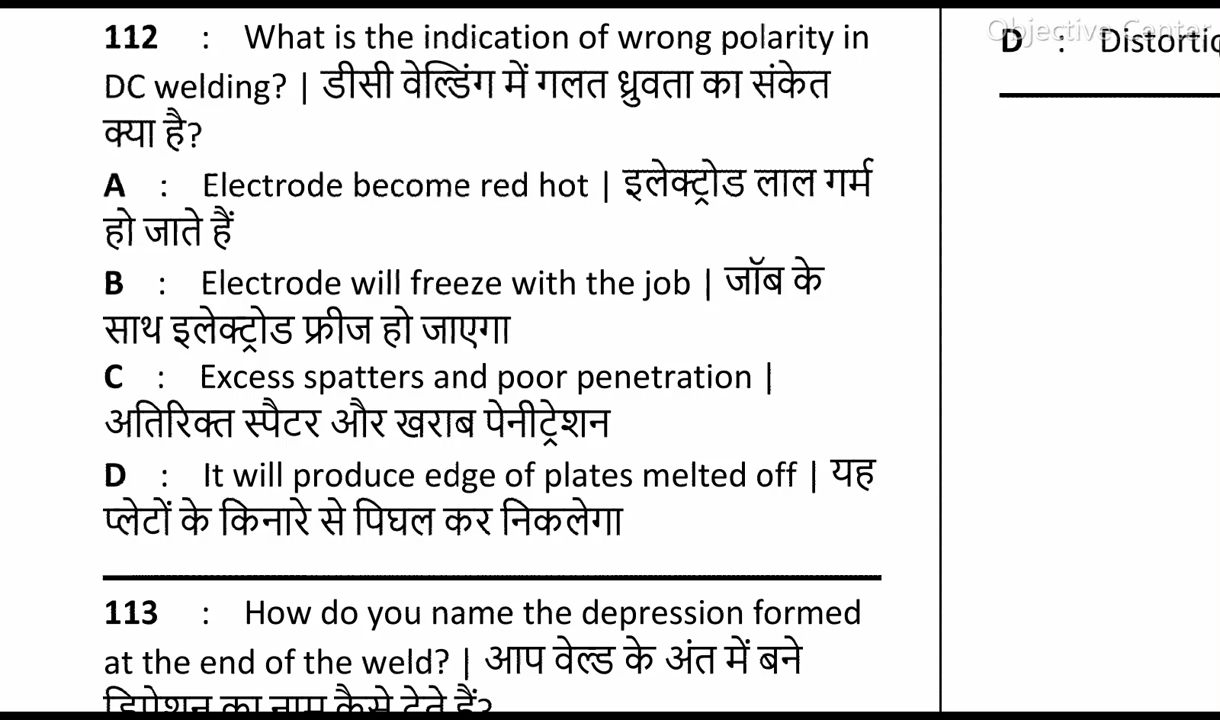 112 : What is the indication of wrong polarity in
DC welding? | डीसी वेल्डिंग में गलत ध्रुवता का संकेत
क्या है?
A : Electrode become red hot | इलेक्ट्रोड लाल गर्म
हो जाते हैं
B : Electrode will freeze with the job | जॉब के
साथ इलेक्ट्रोड फ्रीज हो जाएगा
C : Excess spatters and poor penetration |
अतिरिक्त स्पैटर और खराब पेनीट्रेशन
D : It will produce edge of plates melted off | यह
प्लेटों के किनारे से पिघल कर निकलेगा
113 : How do you name the depression formed
at the end of the weld? | आप वेल्ड के अंत में बने
डिप्रेशन का नाम कैसे देते हैं?
Objective Canter
D :